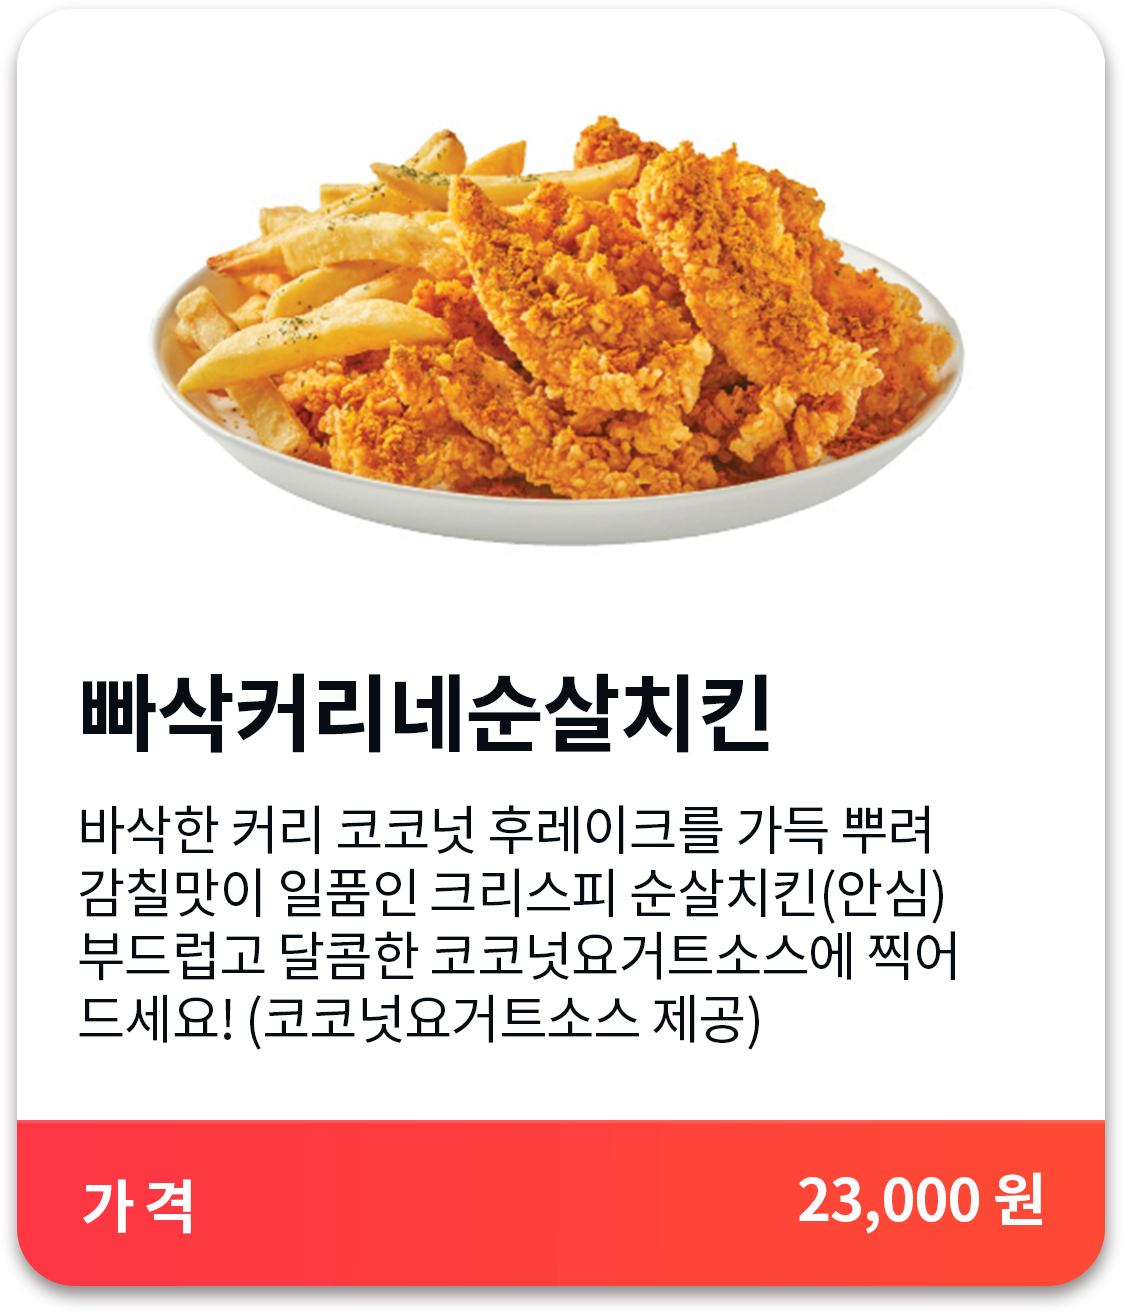 빠삭커리네순살치킨
바삭한 커리 코코넛 후레이크를 가득 뿌려
감칠맛이 일품인 크리스피 순살치킨(안심)
부드럽고 달콤한 코코넛요거트소스에 찍어
드세요! (코코넛요거트소스 제공)
가 격 23,000 원